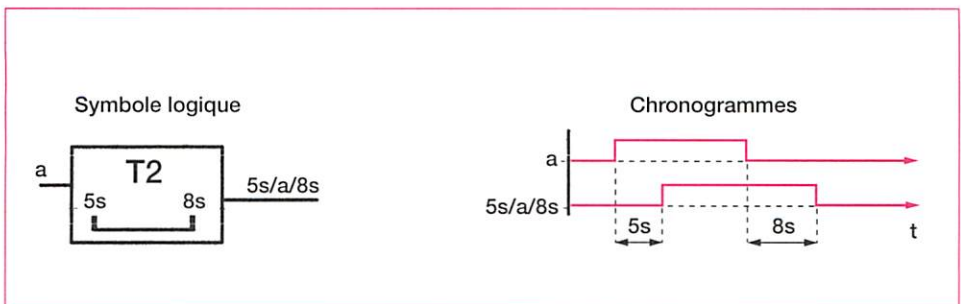 Symbole logique
a
T2
5s 8s
5s/a/8s
Chronogrammes
a
5s/a/8s
5s
8s
t